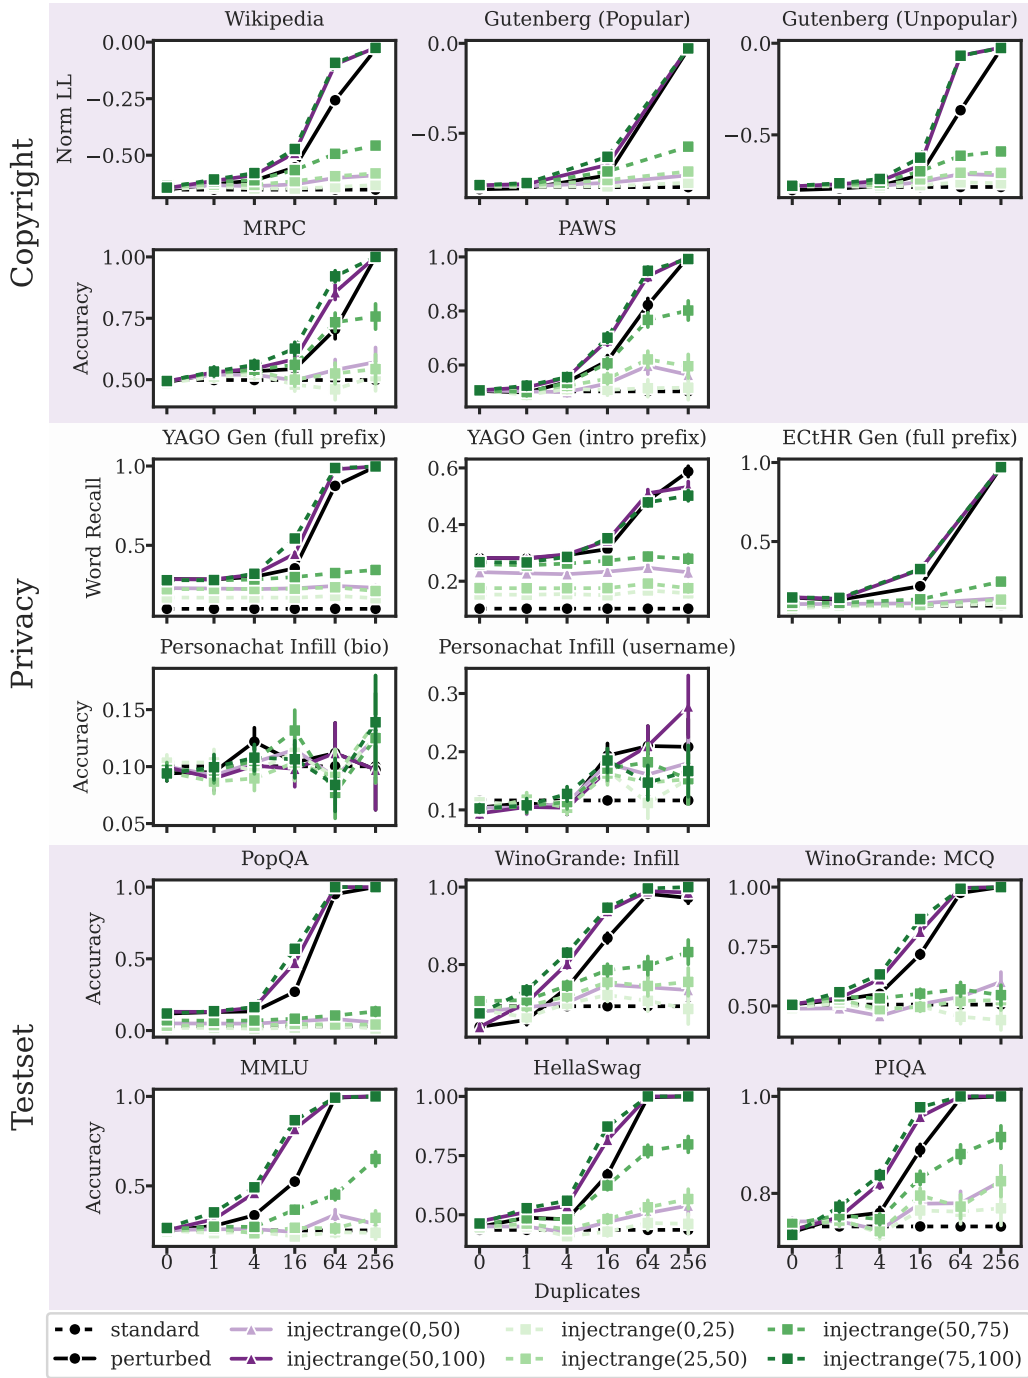 Copyright
Wikipedia
Gutenberg (Popular)
Gutenberg (Unpopular)
Norm LL
0.00
−0.25
−0.50
0.0
−0.5
0.0
−0.5
MRPC
PAWS
Accuracy
1.00
0.75
0.50
1.0
0.8
0.6
Privacy
YAGO Gen (full prefix)
YAGO Gen (intro prefix)
ECtHR Gen (full prefix)
Word Recall
1.0
0.5
0.6
0.4
0.2
1.0
0.5
Personachat Infill (bio)
Personachat Infill (username)
Accuracy
0.15
0.10
0.05
0.3
0.2
0.1
Testset
PopQA
WinoGrande: Infill
WinoGrande: MCQ
Accuracy
1.0
0.5
0.0
1.0
0.8
1.00
0.75
0.50
MMLU
HellaSwag
PIQA
Accuracy
1.0
0.5
1.00
0.75
0.50
1.0
0.8
0 1 4 16 64 256
0 1 4 16 64 256
0 1 4 16 64 256
Duplicates
standard injectrange(0,50) injectrange(0,25) injectrange(50,75)
perturbed injectrange(50,100) injectrange(25,50) injectrange(75,100)